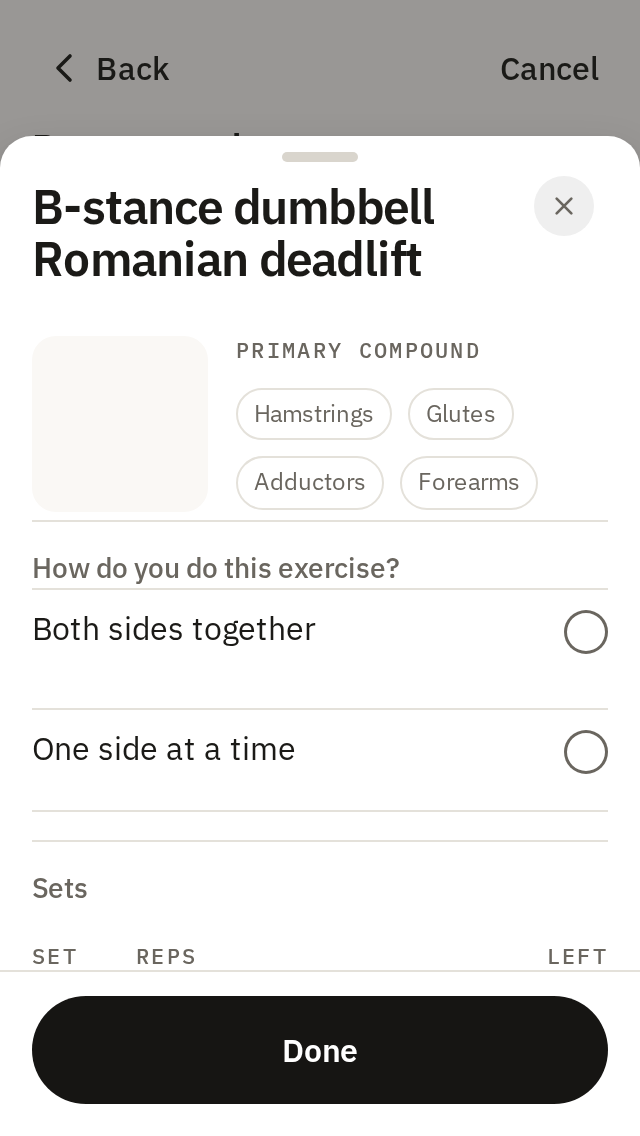 Back
Cancel
B-stance dumbbell
Romanian deadlift
PRIMARY COMPOUND
Hamstrings
Glutes
Adductors
Forearms
How do you do this exercise?
Both sides together
One side at a time
Sets
SET REPS LEFT
Done